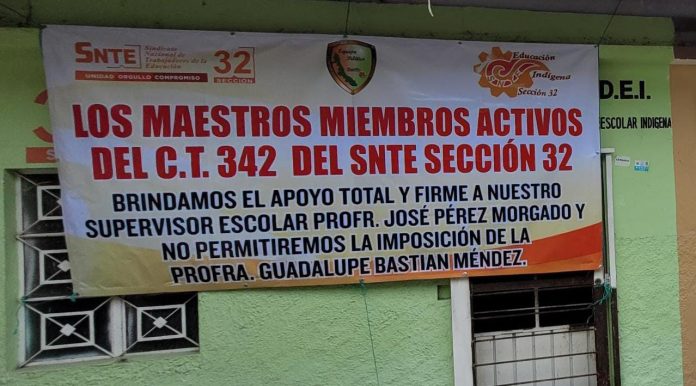 SNTE
Sindicato
Nacional de
Trabajadores de la
Educación
UNIDAD ORGULLO COMPROMISO
32
SECCIÓN
Educación
Indígena
Sección 32
LOS MAESTROS MIEMBROS ACTIVOS
DEL C.T. 342 DEL SNTE SECCIÓN 32
BRINDAMOS EL APOYO TOTAL Y FIRME A NUESTRO
SUPERVISOR ESCOLAR PROFR. JOSÉ PÉREZ MORGADO Y
NO PERMITIREMOS LA IMPOSICIÓN DE LA
PROFRA. GUADALUPE BASTIAN MÉNDEZ.
D.E.I.
ESCOLAR INDIGENA